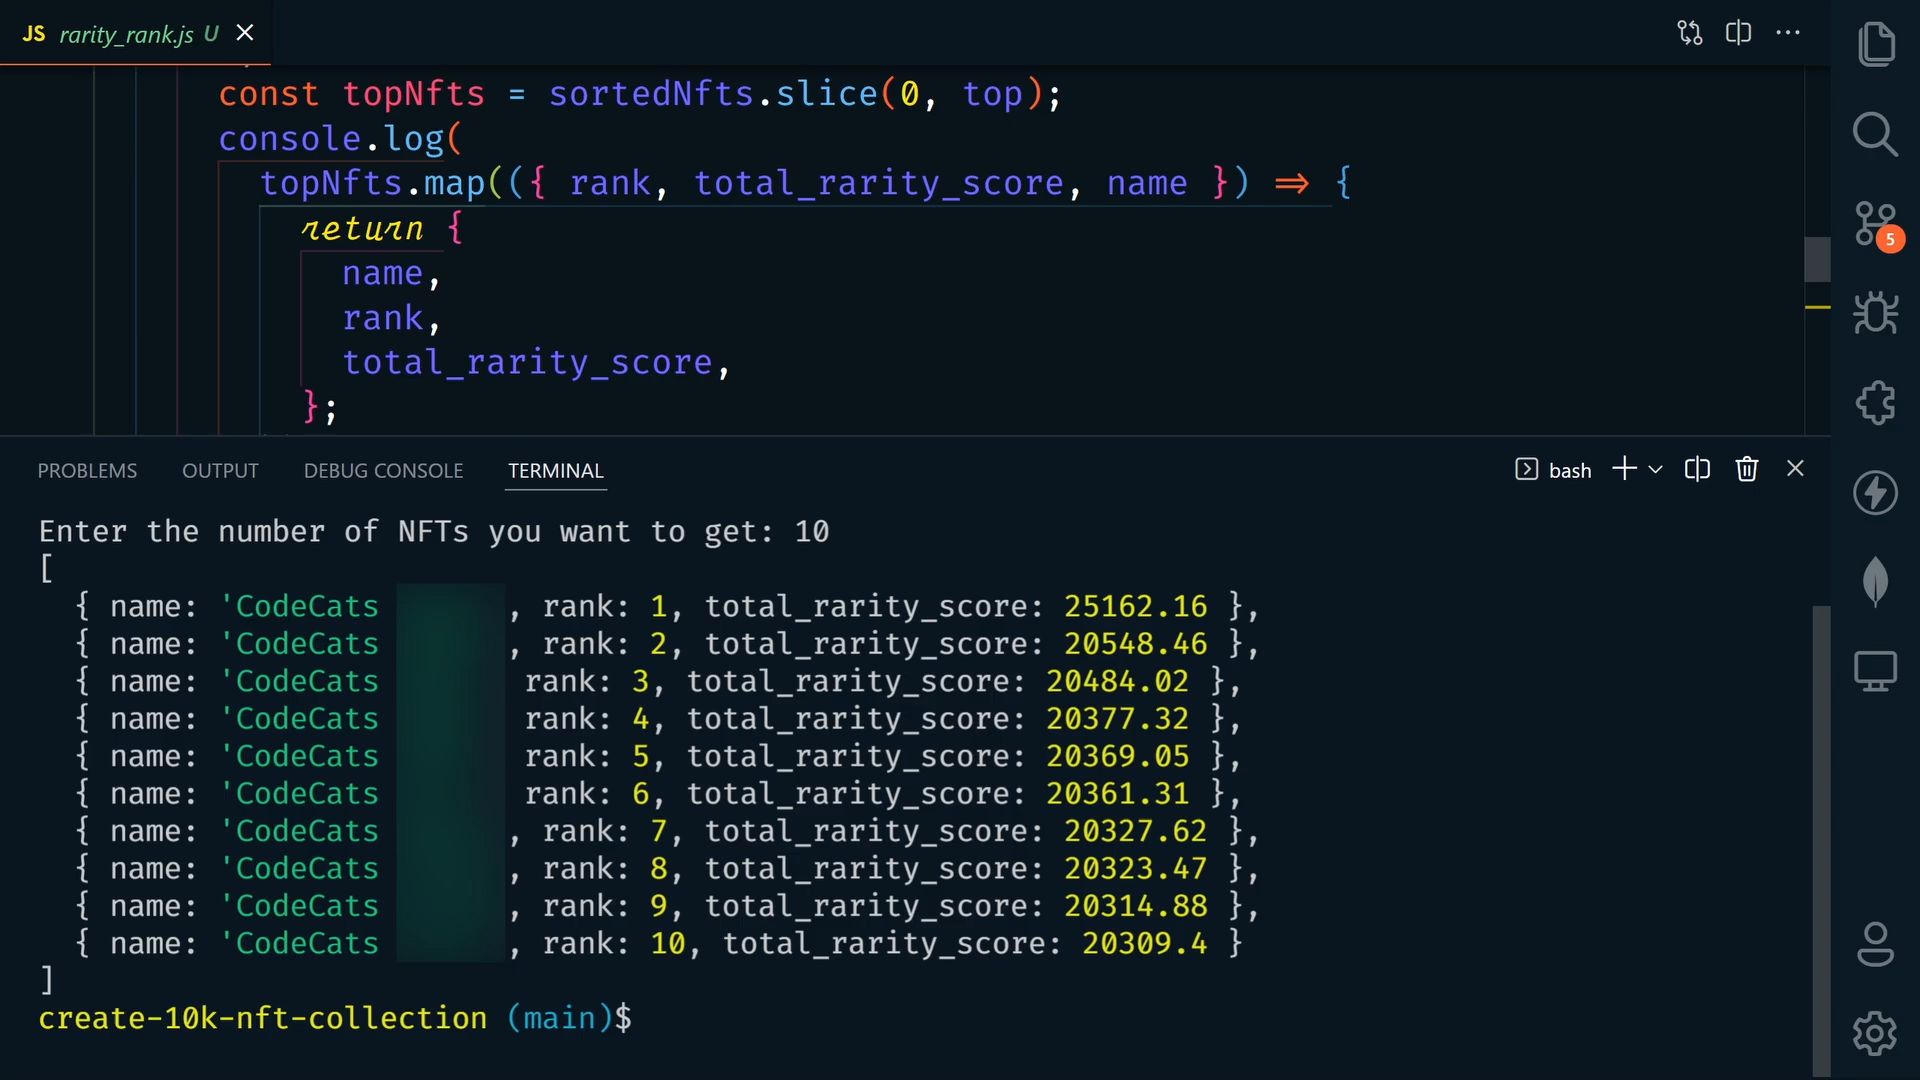 JS rarity_rank.js U
const topNfts = sortedNfts.slice(0, top);
console.log(
topNfts.map(({ rank, total_rarity_score, name }) => {
return {
name,
rank,
total_rarity_score,
};
5
PROBLEMS OUTPUT DEBUG CONSOLE TERMINAL bash
Enter the number of NFTs you want to get: 10
[
{ name: 'CodeCats , rank: 1, total_rarity_score: 25162.16 },
{ name: 'CodeCats , rank: 2, total_rarity_score: 20548.46 },
{ name: 'CodeCats rank: 3, total_rarity_score: 20484.02 },
{ name: 'CodeCats rank: 4, total_rarity_score: 20377.32 },
{ name: 'CodeCats rank: 5, total_rarity_score: 20369.05 },
{ name: 'CodeCats rank: 6, total_rarity_score: 20361.31 },
{ name: 'CodeCats , rank: 7, total_rarity_score: 20327.62 },
{ name: 'CodeCats , rank: 8, total_rarity_score: 20323.47 },
{ name: 'CodeCats , rank: 9, total_rarity_score: 20314.88 },
{ name: 'CodeCats , rank: 10, total_rarity_score: 20309.4 }
]
create-10k-nft-collection (main)$